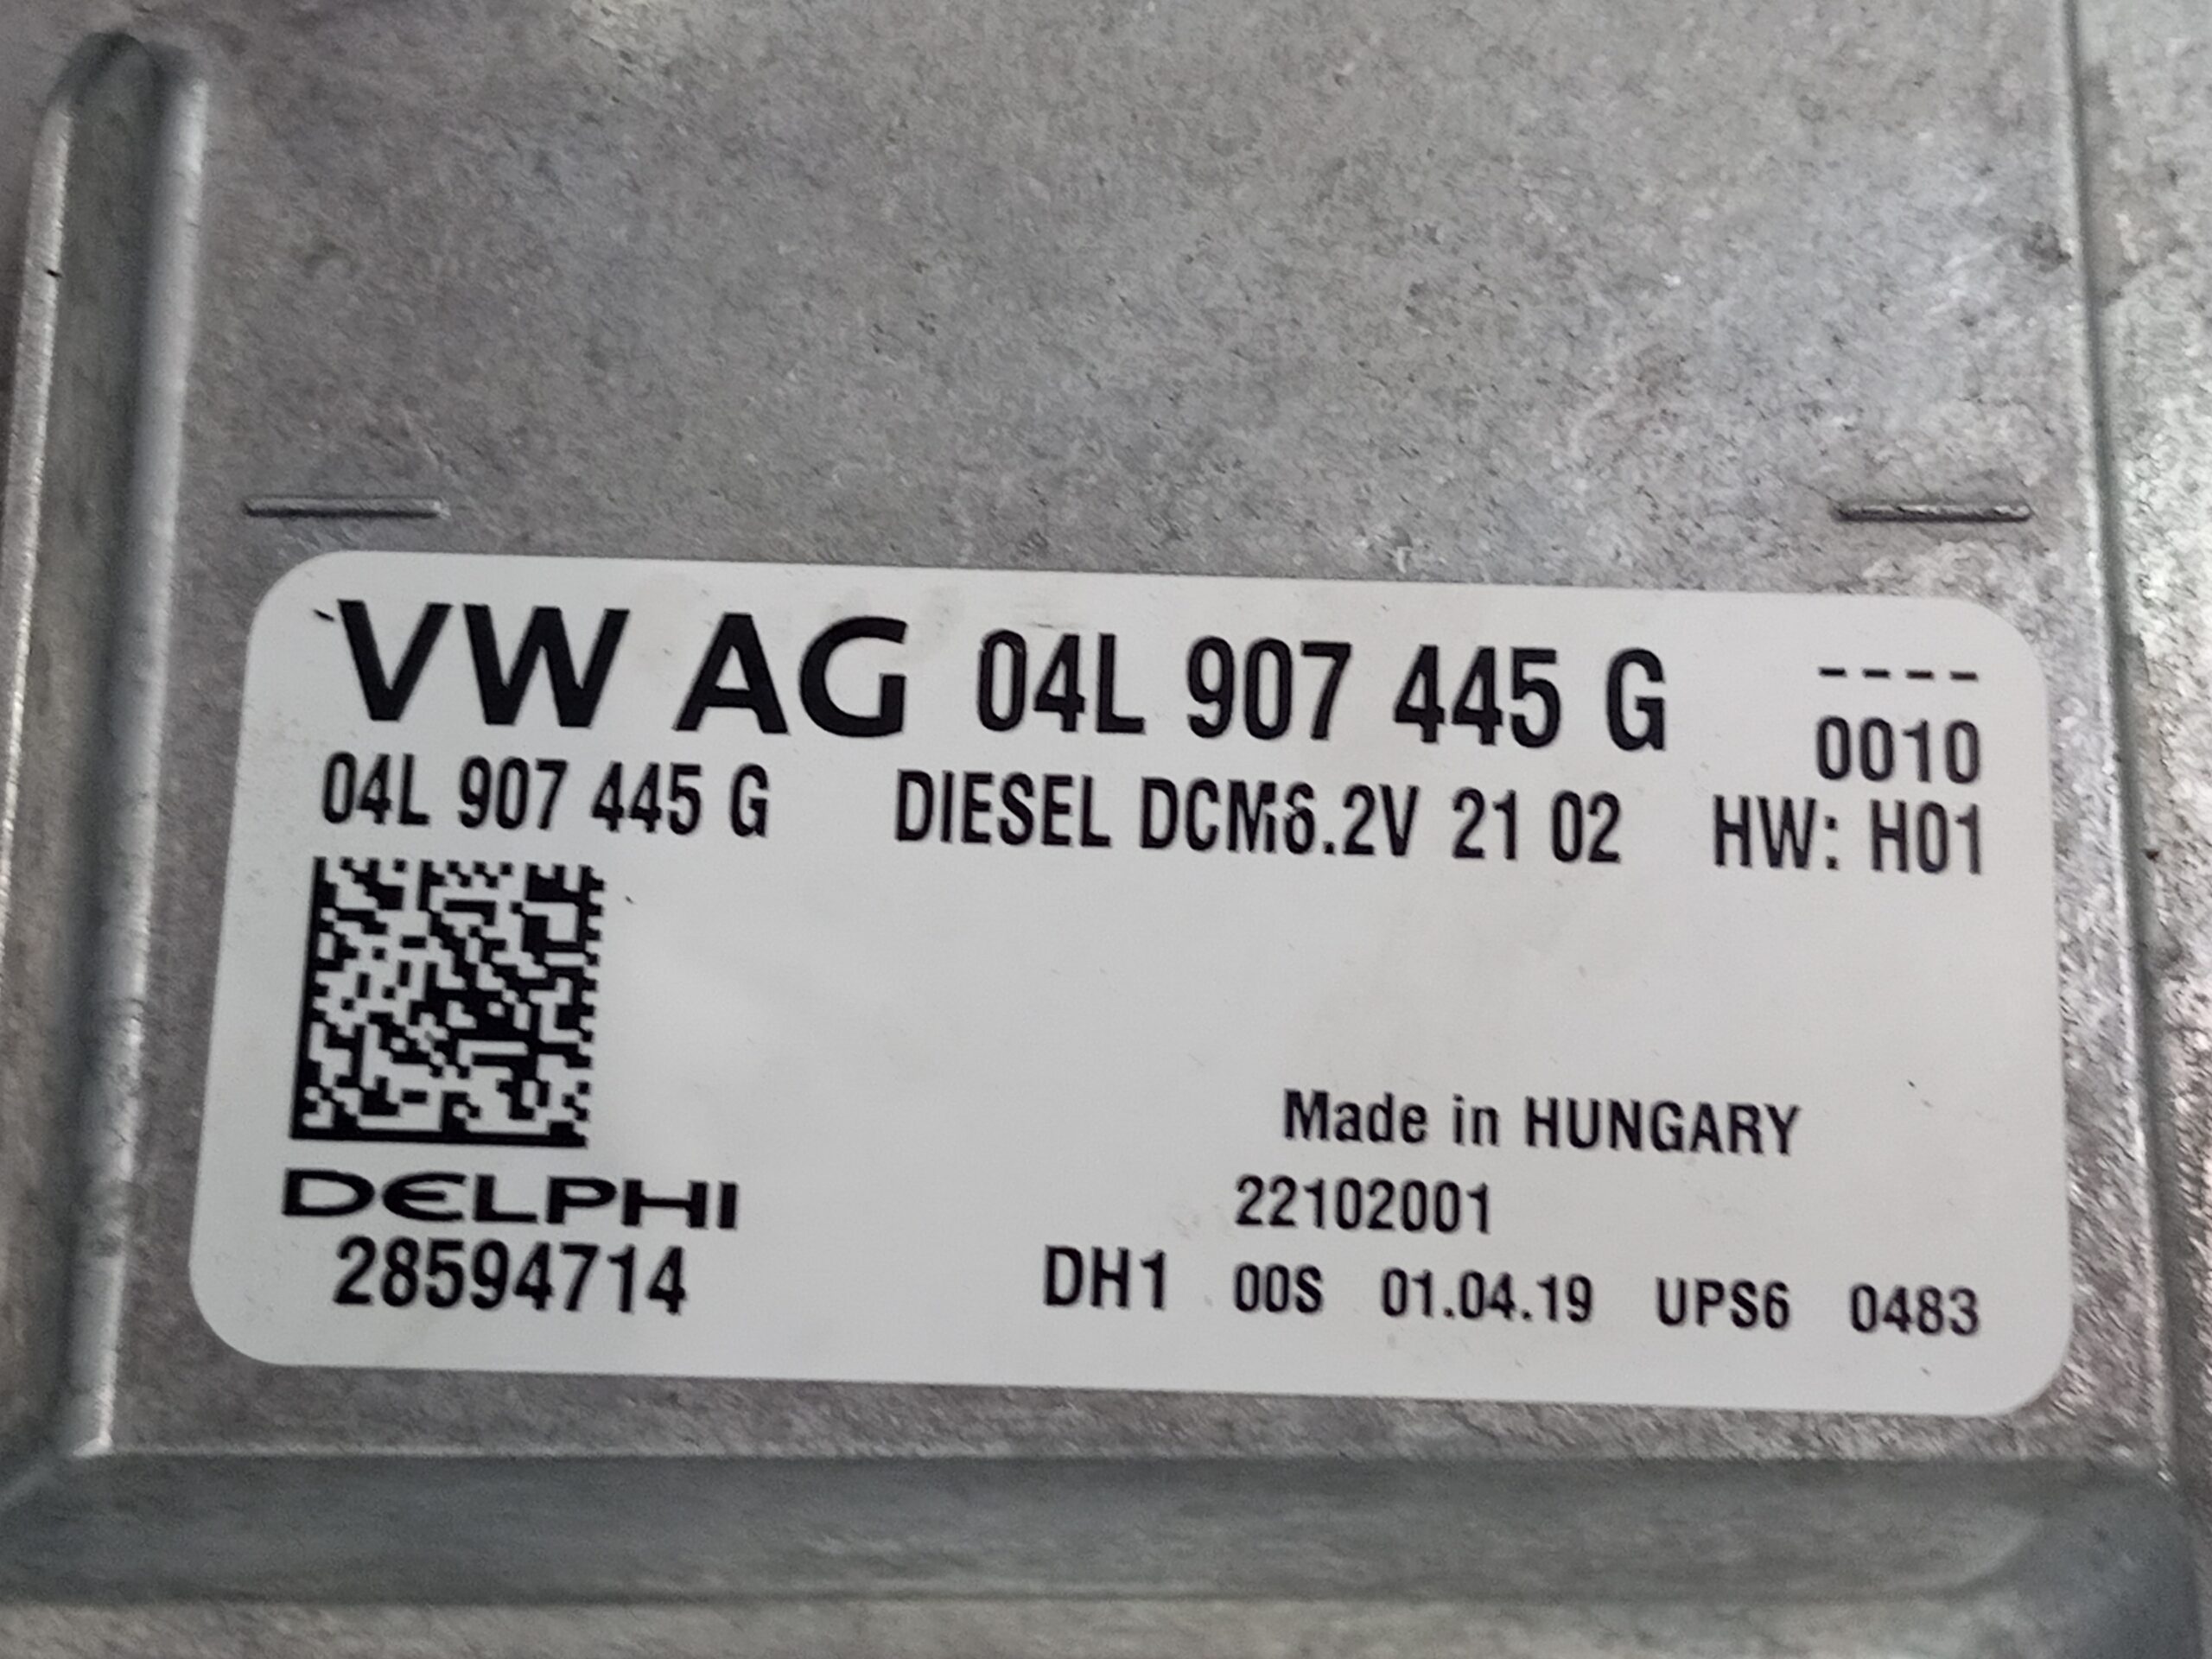 VW AG 04L 907 445 G ----
0010
04L 907 445 G DIESEL DCM6.2V 21 02 HW: H01
Made in HUNGARY
DELPHI 22102001
28594714 DH1 00S 01.04.19 UPS6 0483